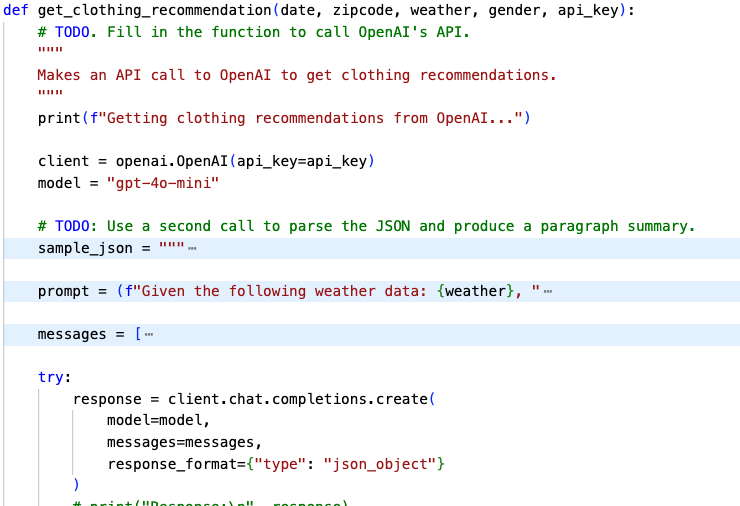 def get_clothing_recommendation(date, zipcode, weather, gender, api_key):
# TODO. Fill in the function to call OpenAI's API.
"""
Makes an API call to OpenAI to get clothing recommendations.
"""
print(f"Getting clothing recommendations from OpenAI...")
client = openai.OpenAI(api_key=api_key)
model = "gpt-4o-mini"
# TODO: Use a second call to parse the JSON and produce a paragraph summary.
sample_json = """…
prompt = (f"Given the following weather data: {weather}, "…
messages = […
try:
response = client.chat.completions.create(
model=model,
messages=messages,
response_format={"type": "json_object"}
)
# print("Response:\n", response)